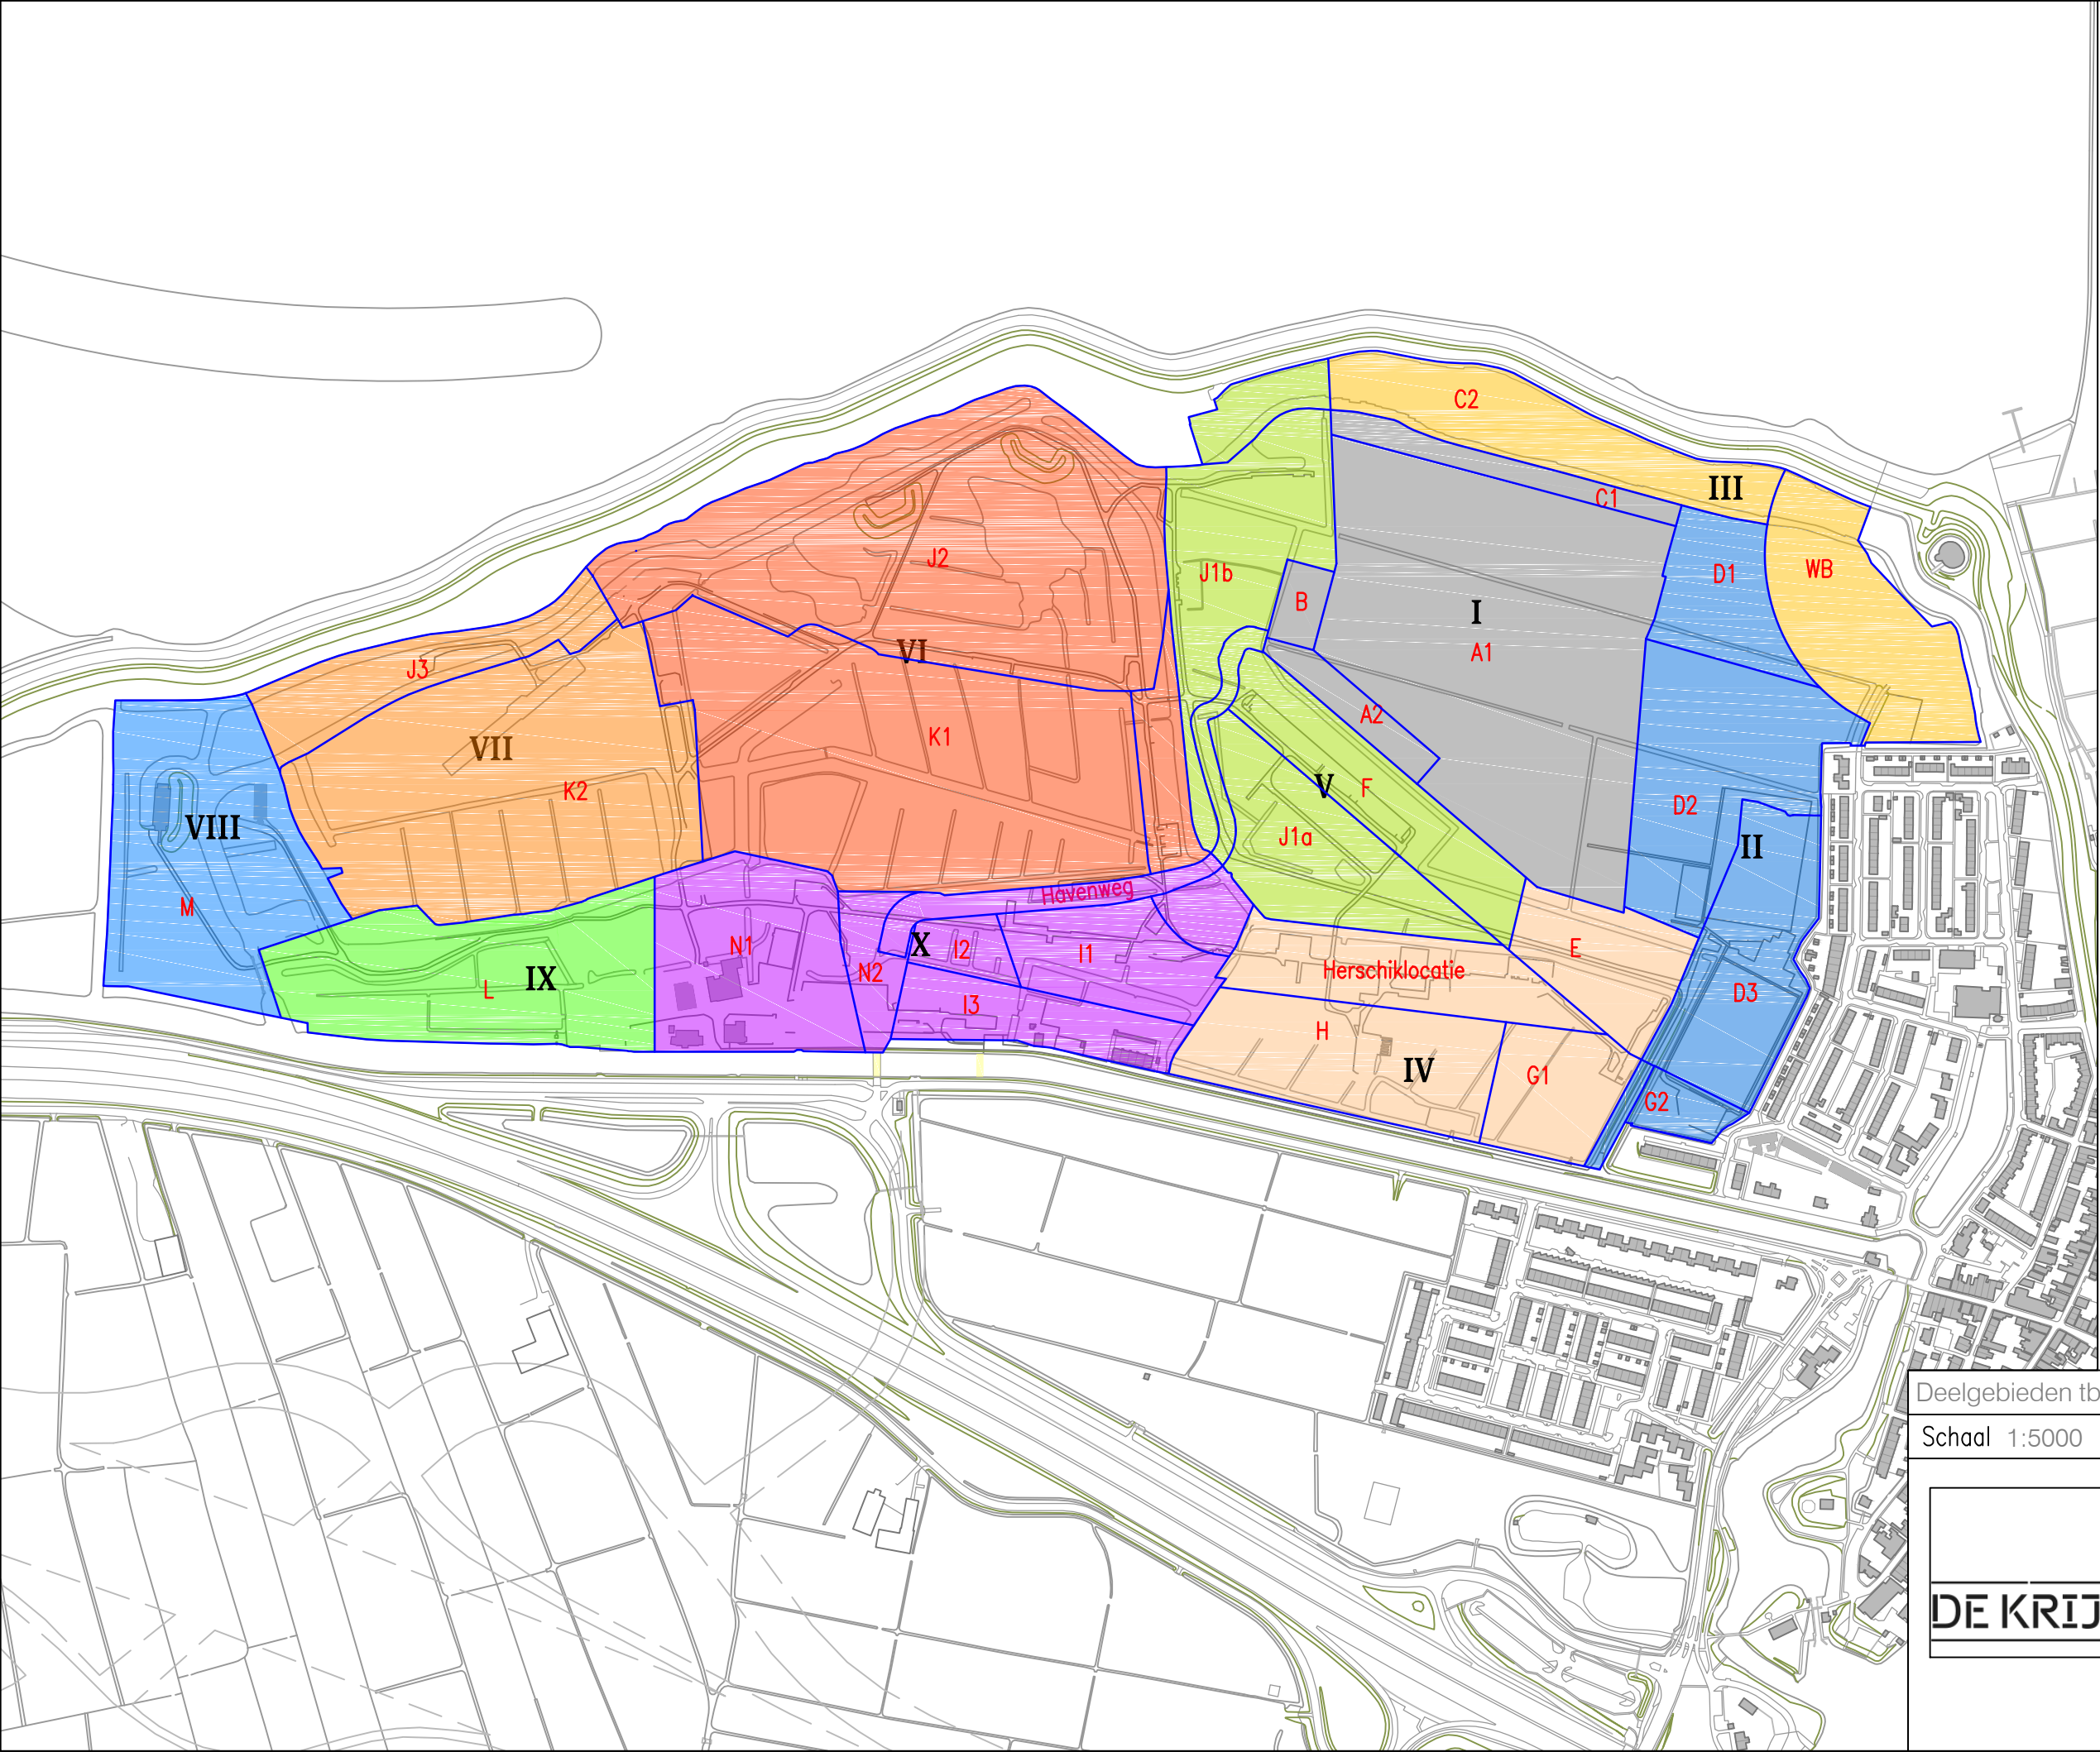 C2
III
C1
J2
D1
WB
J1b
B
I
A1
VI
J3
A2
K1
VII
V
F
K2
D2
VIII
J1a
II
Havenweg
M
N1
X
I2
I1
E
N2
Herschiklocatie
IX
L
D3
I3
H
IV
G1
G2
Deelgebieden tb
Schaal 1:5000
DE KRIJ